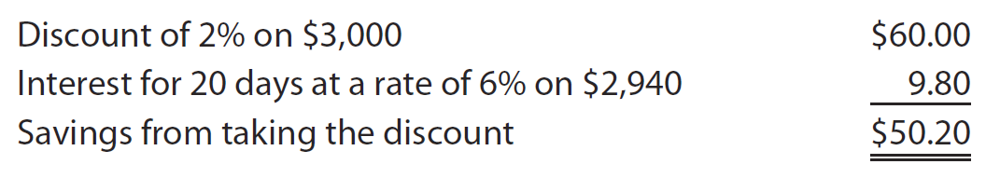 Discount of 2% on $3,000 $60.00
Interest for 20 days at a rate of 6% on $2,940 9.80
Savings from taking the discount $50.20